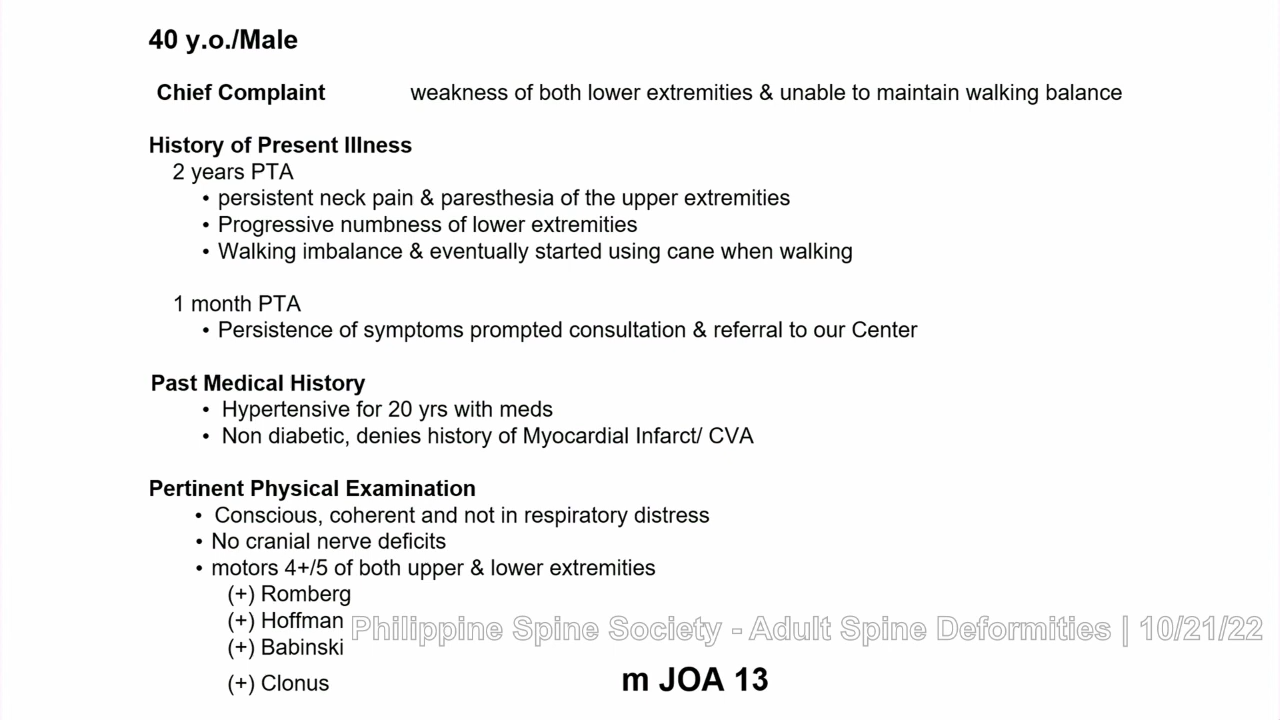 40 y.o./Male
Chief Complaint weakness of both lower extremities & unable to maintain walking balance
History of Present Illness
2 years PTA
• persistent neck pain & paresthesia of the upper extremities
• Progressive numbness of lower extremities
• Walking imbalance & eventually started using cane when walking
1 month PTA
• Persistence of symptoms prompted consultation & referral to our Center
Past Medical History
• Hypertensive for 20 yrs with meds
• Non diabetic, denies history of Myocardial Infarct/ CVA
Pertinent Physical Examination
• Conscious, coherent and not in respiratory distress
• No cranial nerve deficits
• motors 4+/5 of both upper & lower extremities
(+) Romberg
(+) Hoffman
Philippine Spine Society - Adult Spine Deformities | 10/21/22
(+) Babinski
(+) Clonus
m JOA 13